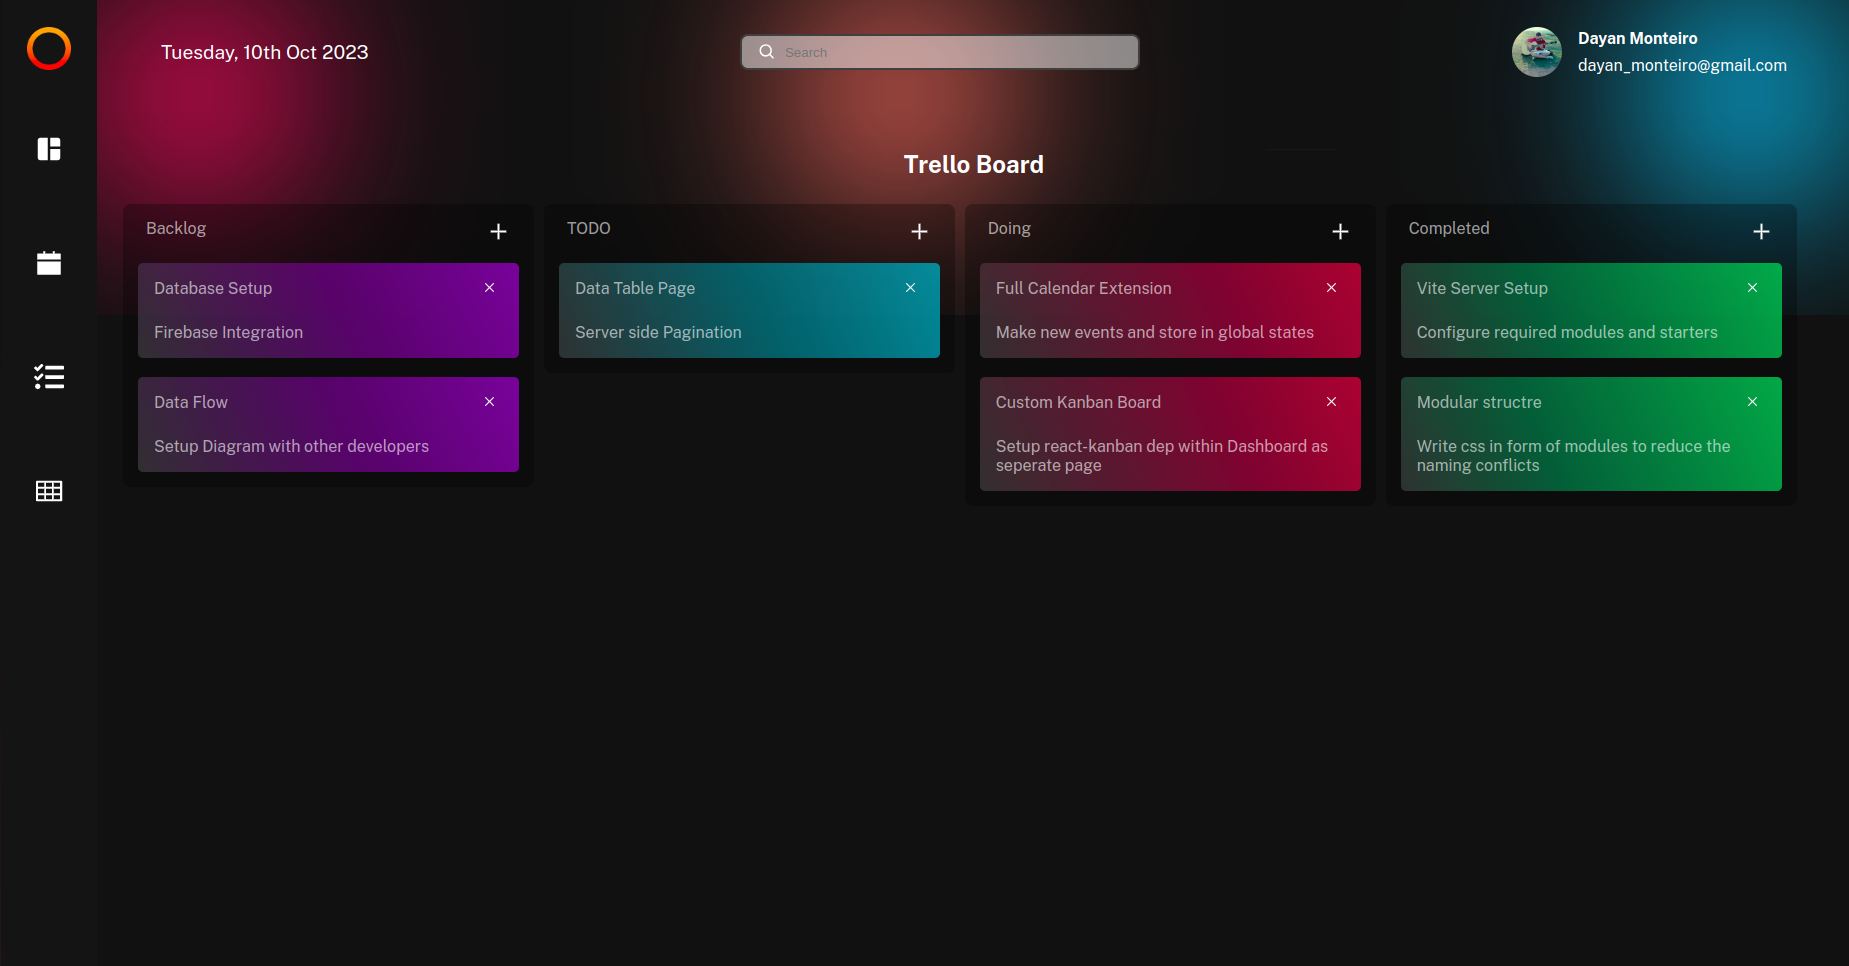 Tuesday, 10th Oct 2023
Search
Dayan Monteiro
dayan_monteiro@gmail.com
Trello Board
Backlog
Database Setup
Firebase Integration
Data Flow
Setup Diagram with other developers
TODO
Data Table Page
Server side Pagination
Doing
Full Calendar Extension
Make new events and store in global states
Custom Kanban Board
Setup react-kanban dep within Dashboard as
seperate page
Completed
Vite Server Setup
Configure required modules and starters
Modular structre
Write css in form of modules to reduce the
naming conflicts